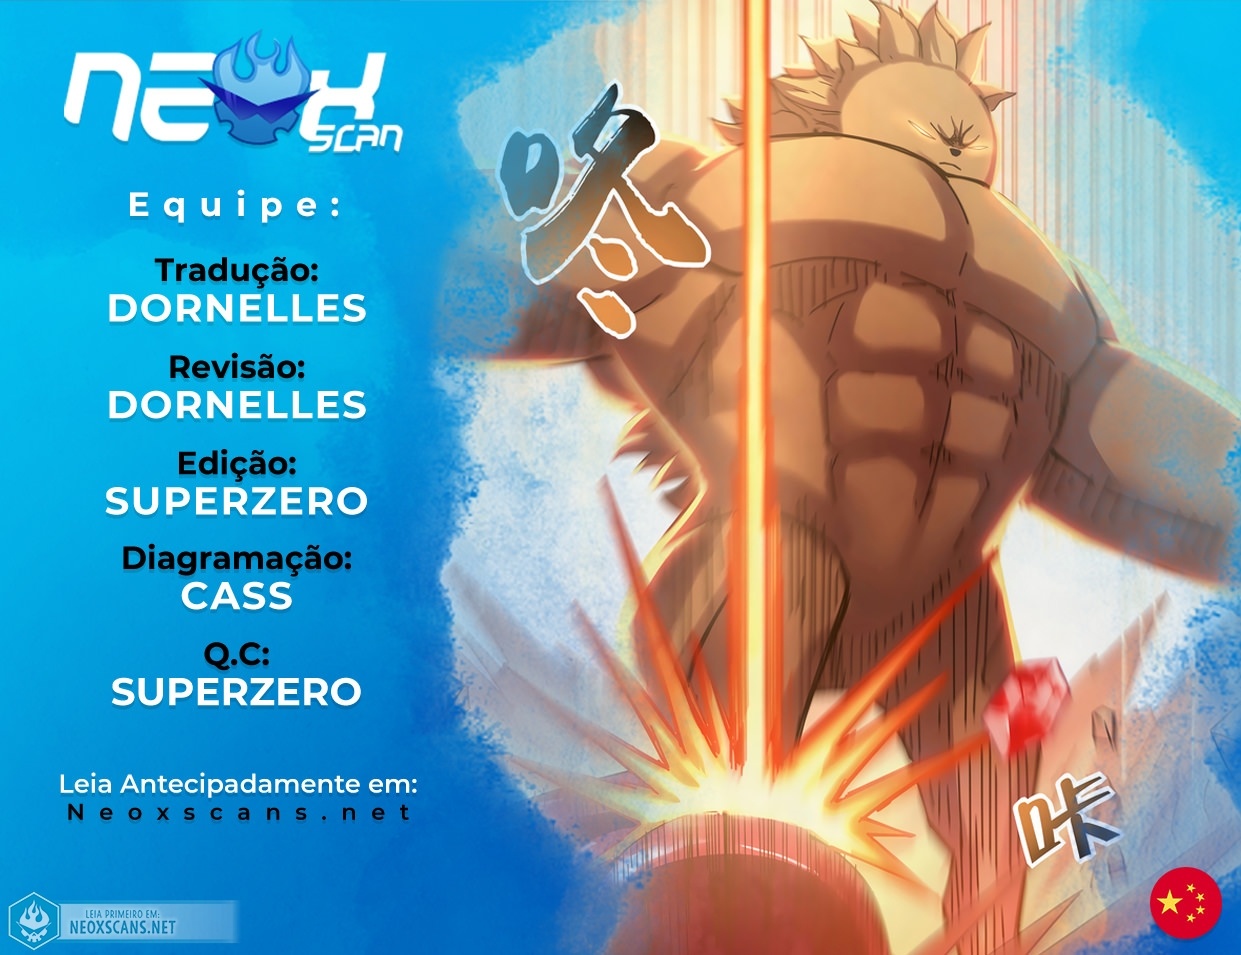 NEOX
SCAN
Equipe:
Tradução:
DORNELLES
Revisão:
DORNELLES
Edição:
SUPERZERO
Diagramação:
CASS
Q.C:
SUPERZERO
Leia Antecipadamente em:
Neoxscans.net
LEIA PRIMEIRO EM:
NEOXSCANS.NET
咚
咔